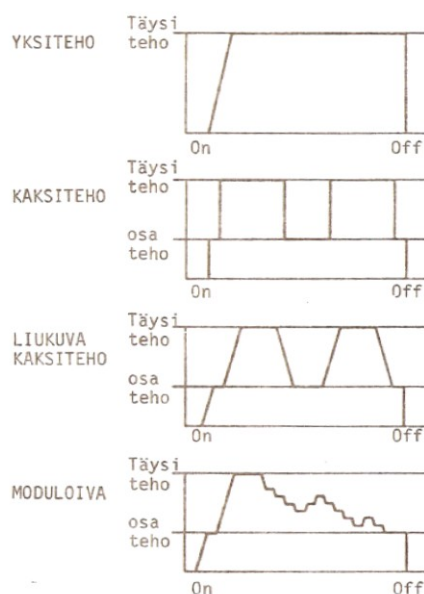 YKSITEHO
Täysi
teho
On Off
KAKSITEHO
Täysi
teho
osa
teho
On Off
LIUKUVA
KAKSITEHO
Täysi
teho
osa
teho
On Off
MODULOIVA
Täysi
teho
osa
teho
On Off